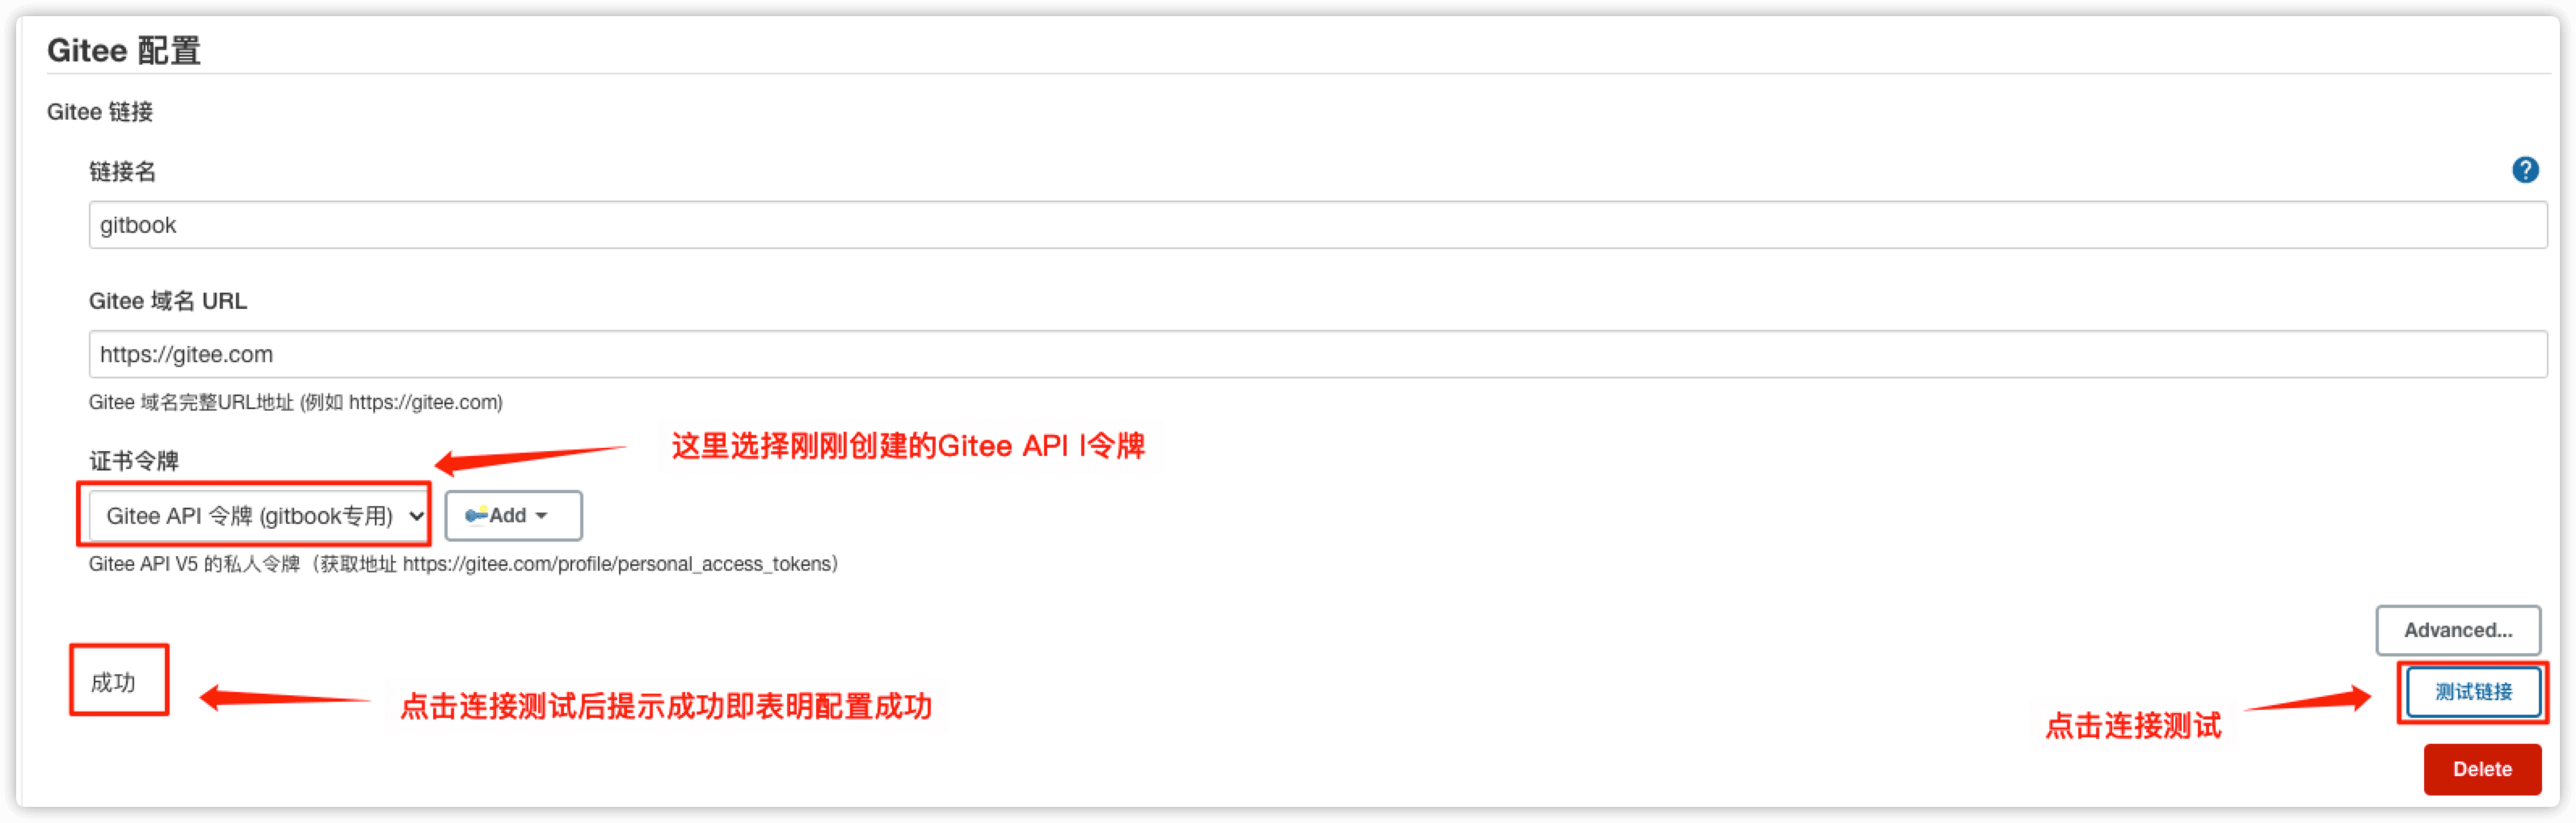 Gitee 配置
Gitee 链接
链接名
?
gitbook
Gitee 域名 URL
https://gitee.com
Gitee 域名完整URL地址 (例如 https://gitee.com)
这里选择刚刚创建的Gitee API I令牌
证书令牌
Gitee API 令牌 (gitbook专用)
Add
Gitee API V5 的私人令牌（获取地址 https://gitee.com/profile/personal_access_tokens）
Advanced...
成功
点击连接测试后提示成功即表明配置成功
测试链接
点击连接测试
Delete